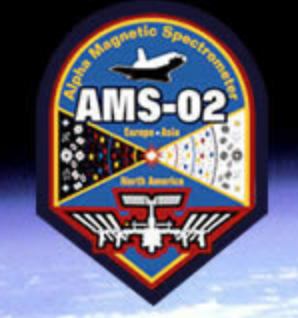 Alpha Magnetic Spectrometer
AMS-02
Europe - Asia
North America